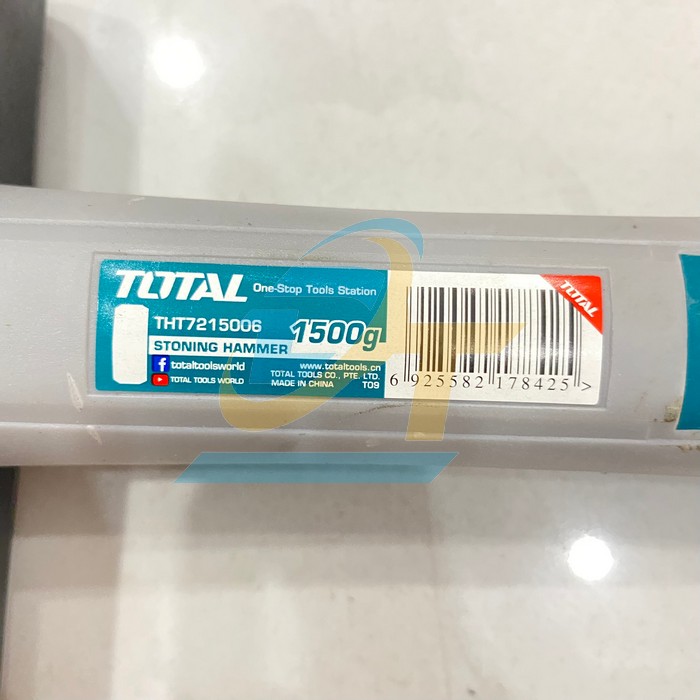 TOTAL One-Stop Tools Station
THT7215006
STONING HAMMER
1500g
totaltoolsworld
TOTAL TOOLS WORLD
www.totaltools.cn
TOTAL TOOLS CO., PTE. LTD.
MADE IN CHINA T09
6 925582 178425 >
TOTAL